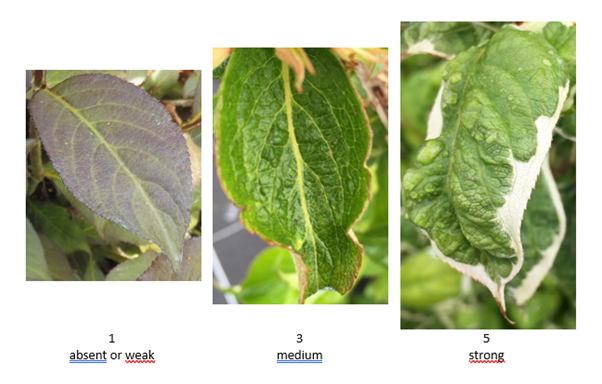 1
absent or weak
3
medium
5
strong